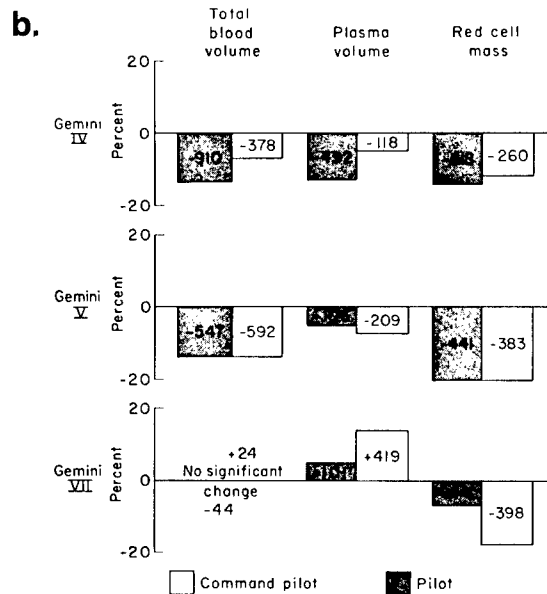 b.
Total blood volume
Plasma volume
Red cell mass
Gemini IV
Percent
20
0
-20
-910
-378
-492
-118
-260
Gemini V
Percent
20
0
-20
-547
-592
-209
-441
-383
Gemini VII
Percent
20
0
-20
+24
No significant
change
-44
+419
-398
Command pilot
Pilot